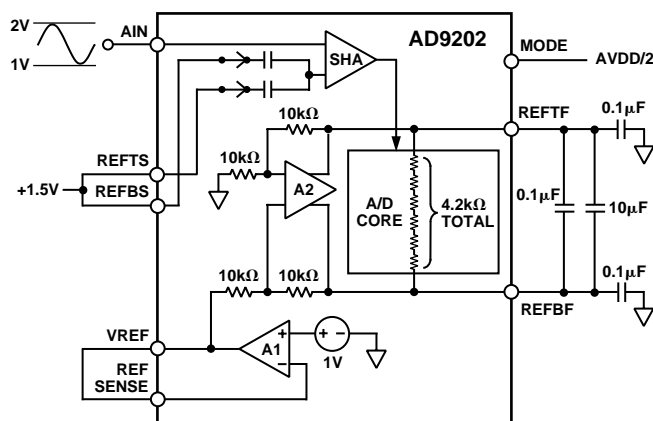 2V
1V
AIN
AD9202
MODE
AVDD/2
SHA
10kΩ
REFTF
0.1µF
10kΩ
REFTS
REFBS
+1.5V
A2
A/D
CORE
4.2kΩ
TOTAL
0.1µF
10µF
10kΩ
10kΩ
0.1µF
REFBF
VREF
A1
+
−
+ −
1V
REF
SENSE